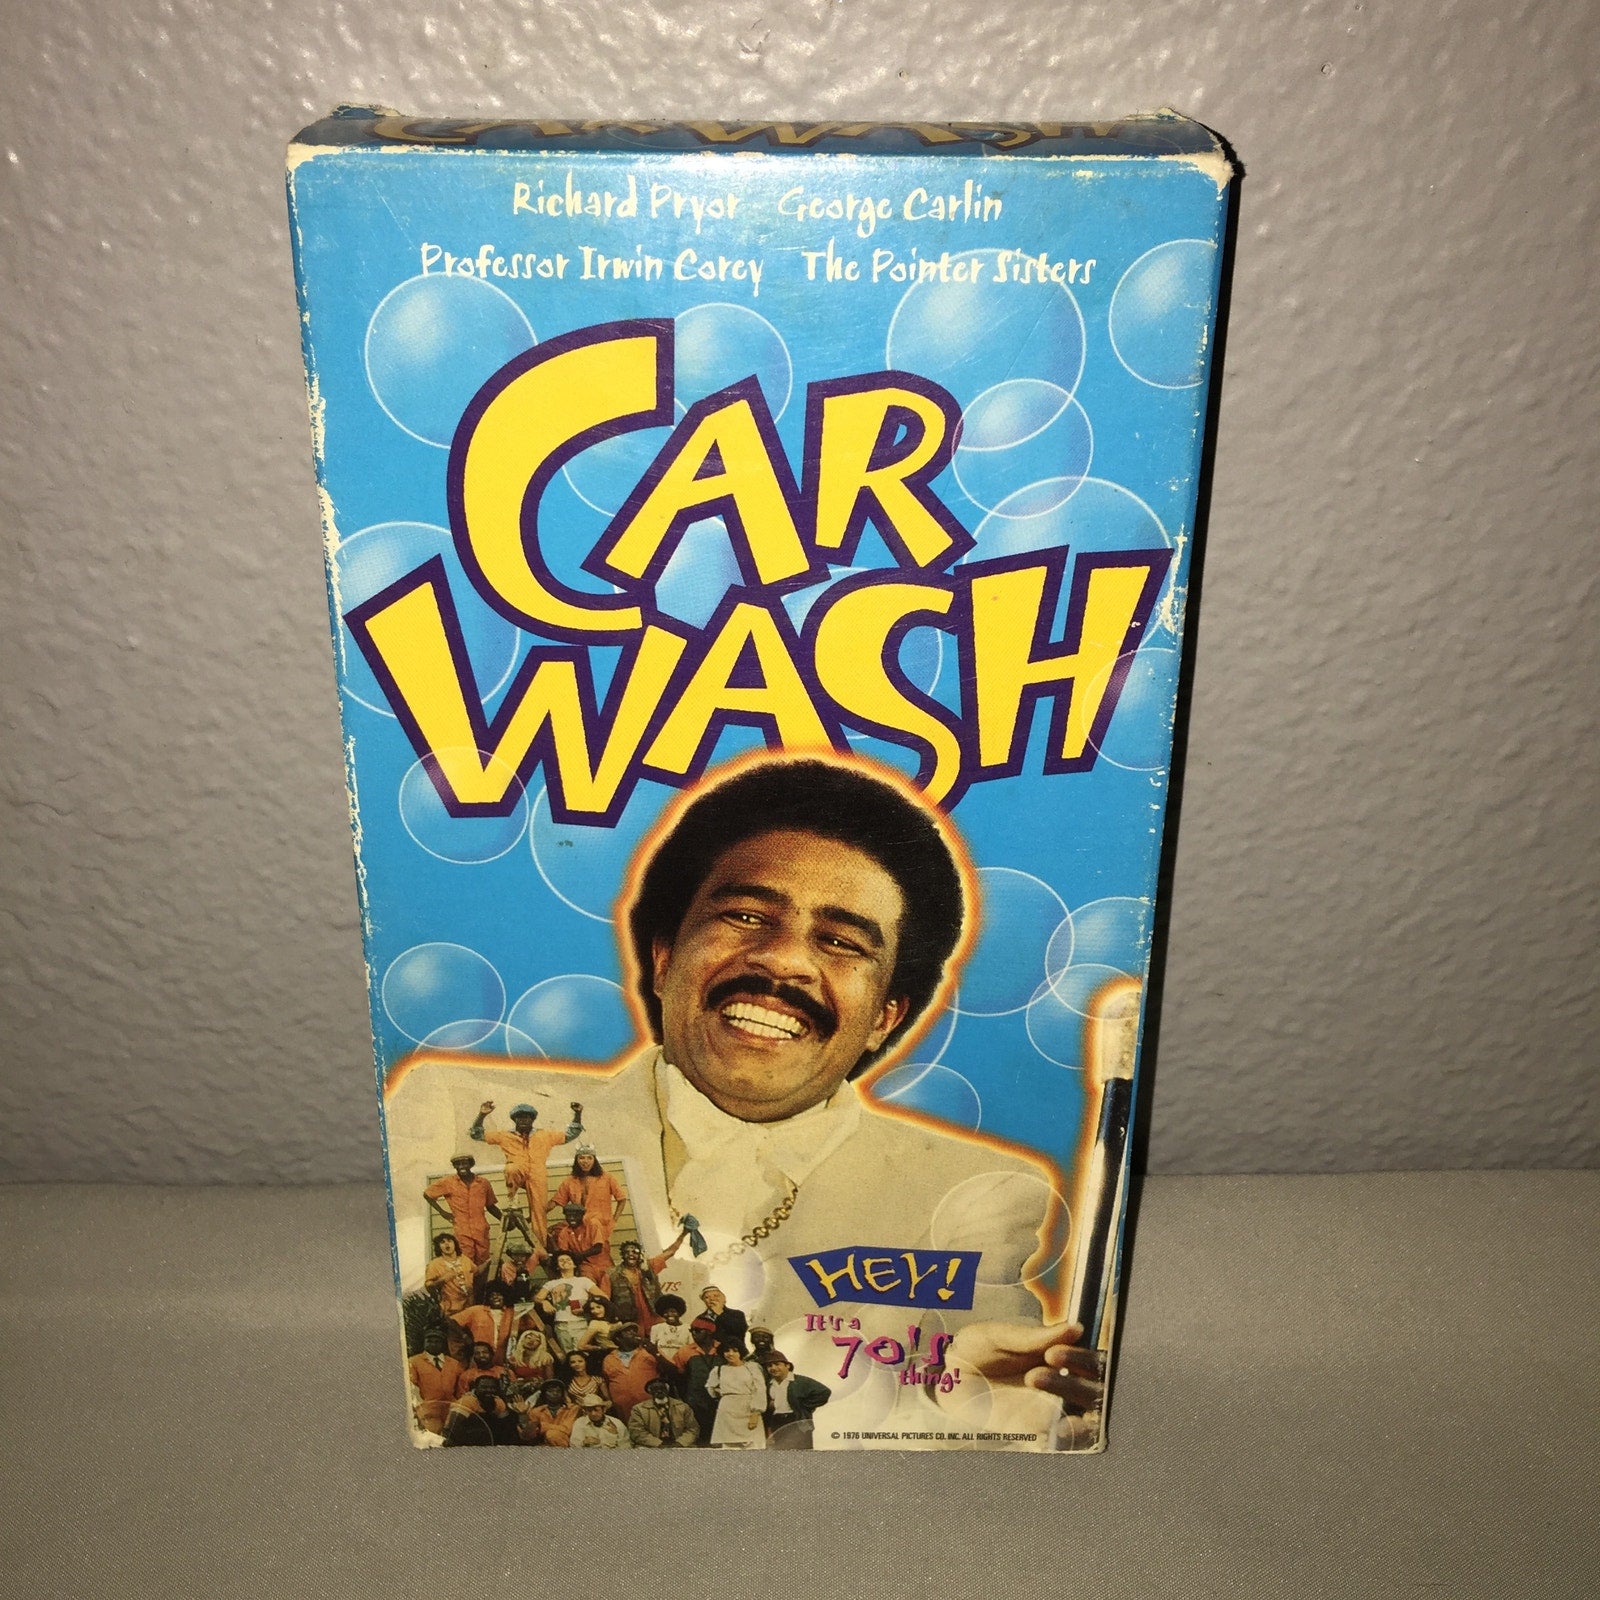 CAR WASH
Richard Pryor George Carlin
Professor Irwin Corey The Pointer Sisters
CAR
WASH
HEY!
It's a
70's
thing!
© 1976 UNIVERSAL PICTURES CO. INC. ALL RIGHTS RESERVED